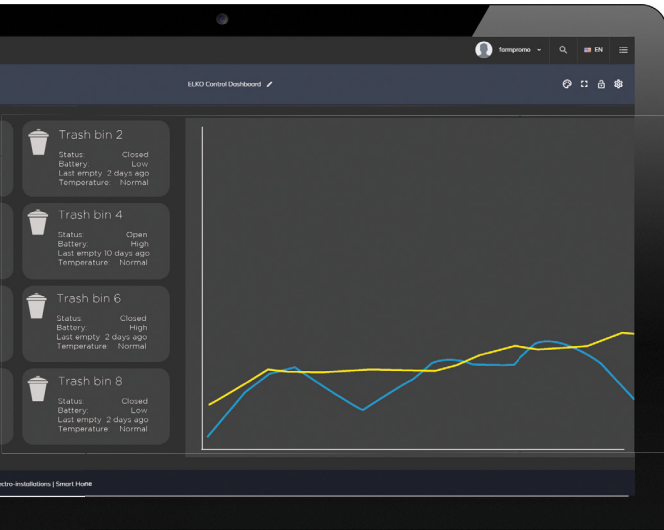 farmpromo
EN
ELKO Control Dashboard
Trash bin 2
Status: Closed
Battery: Low
Last empty 2 days ago
Temperature: Normal
Trash bin 4
Status: Open
Battery: High
Last empty 10 days ago
Temperature: Normal
Trash bin 6
Status: Closed
Battery: High
Last empty 2 days ago
Temperature: Normal
Trash bin 8
Status: Closed
Battery: Low
Last empty 2 days ago
Temperature: Normal
ectro-installations | Smart Home